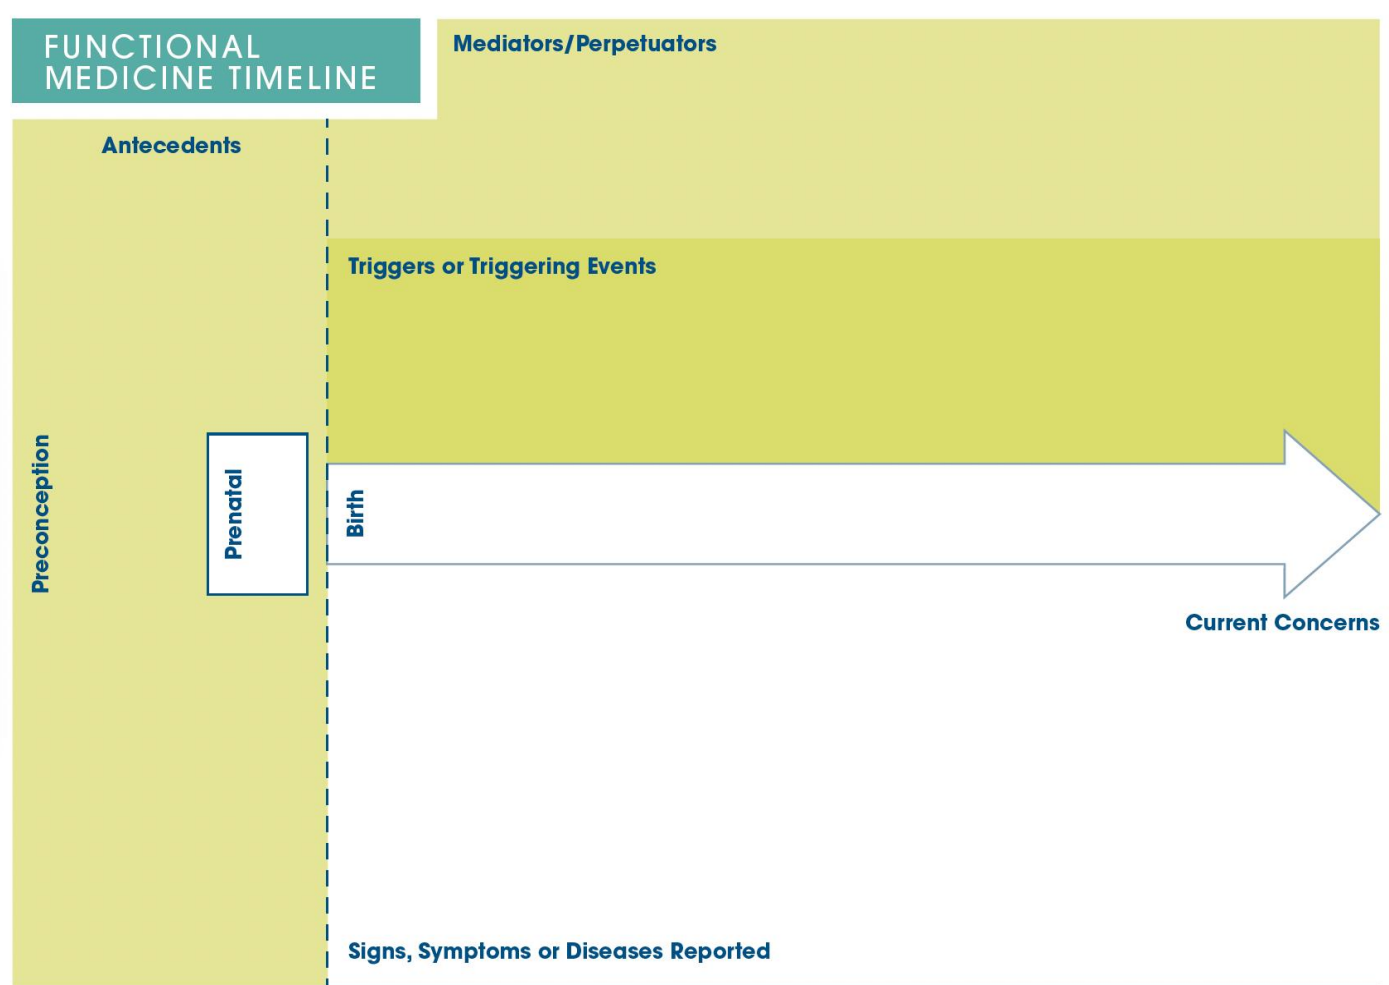 FUNCTIONAL
MEDICINE TIMELINE
Mediators/Perpetuators
Antecedents
Triggers or Triggering Events
Preconception
Prenatal
Birth
Current Concerns
Signs, Symptoms or Diseases Reported